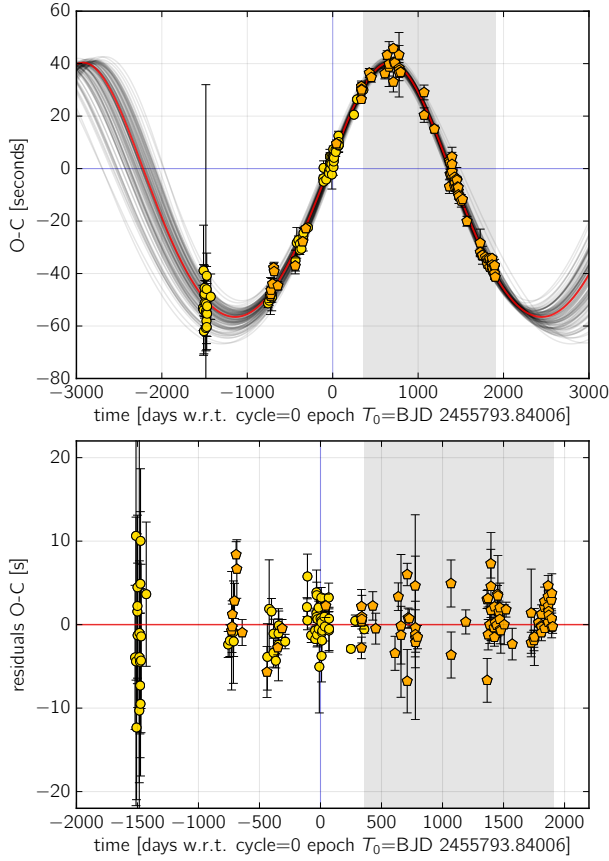 60
40
20
0
−20
−40
−60
−80
O-C [seconds]
−3000 −2000 −1000 0 1000 2000 3000
time [days w.r.t. cycle=0 epoch T₀=BJD 2455793.84006]
20
10
0
−10
−20
residuals O-C [s]
−2000 −1500 −1000 −500 0 500 1000 1500 2000
time [days w.r.t. cycle=0 epoch T₀=BJD 2455793.84006]